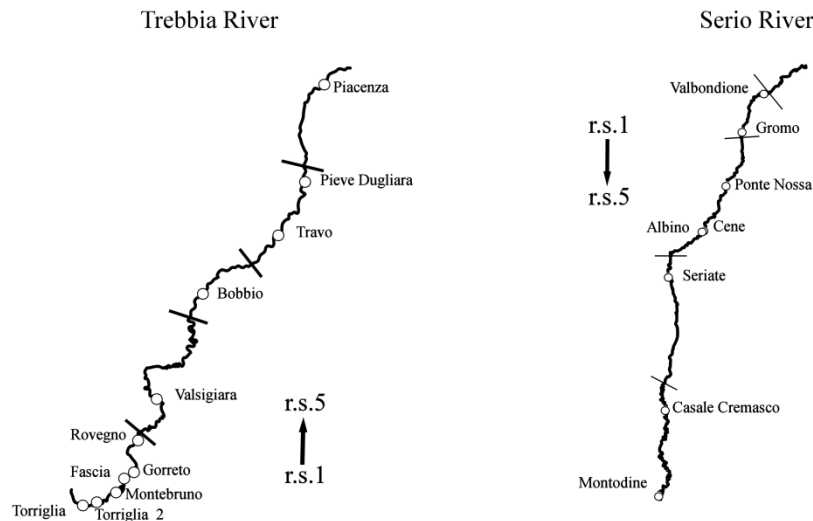 Trebbia River
Piacenza
Pieve Dugliara
Travo
Bobbio
Valsigiara
Rovegno
Gorreto
Fascia
Montebruno
Torriglia
Torriglia 2
r.s.5
r.s.1
Serio River
Valbondione
Gromo
r.s.1
r.s.5
Ponte Nossa
Albino
Cene
Seriate
Casale Cremasco
Montodine